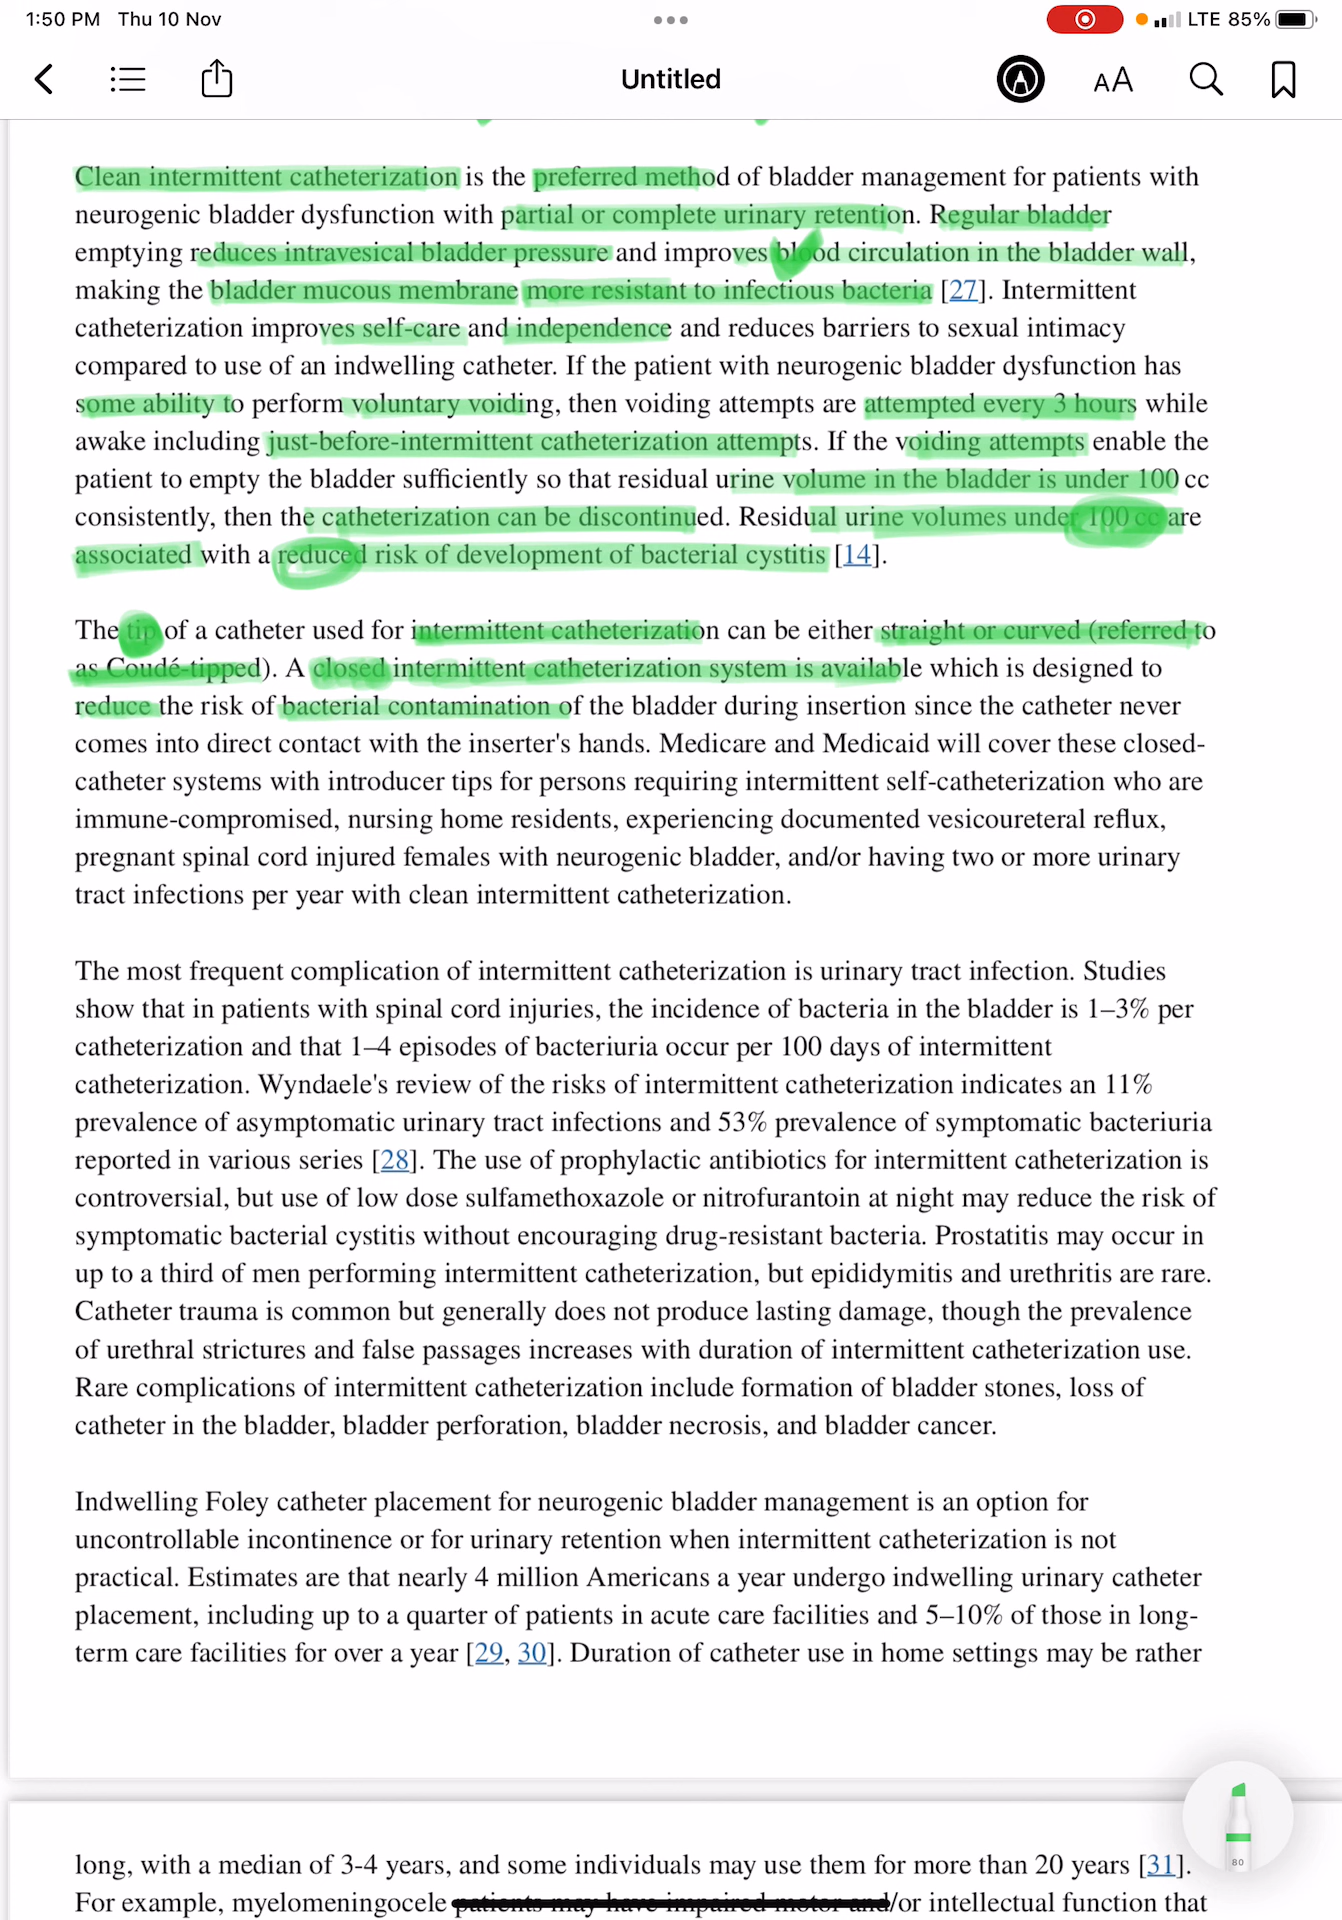 1:50 PM Thu 10 Nov
LTE 85%
Untitled
AA
Clean intermittent catheterization is the preferred method of bladder management for patients with
neurogenic bladder dysfunction with partial or complete urinary retention. Regular bladder
emptying reduces intravesical bladder pressure and improves blood circulation in the bladder wall,
making the bladder mucous membrane more resistant to infectious bacteria [27]. Intermittent
catheterization improves self-care and independence and reduces barriers to sexual intimacy
compared to use of an indwelling catheter. If the patient with neurogenic bladder dysfunction has
some ability to perform voluntary voiding, then voiding attempts are attempted every 3 hours while
awake including just-before-intermittent catheterization attempts. If the voiding attempts enable the
patient to empty the bladder sufficiently so that residual urine volume in the bladder is under 100 cc
consistently, then the catheterization can be discontinued. Residual urine volumes under 100 cc are
associated with a reduced risk of development of bacterial cystitis [14].
The tip of a catheter used for intermittent catheterization can be either straight or curved (referred to
as Coudé-tipped). A closed intermittent catheterization system is available which is designed to
reduce the risk of bacterial contamination of the bladder during insertion since the catheter never
comes into direct contact with the inserter's hands. Medicare and Medicaid will cover these closed-
catheter systems with introducer tips for persons requiring intermittent self-catheterization who are
immune-compromised, nursing home residents, experiencing documented vesicoureteral reflux,
pregnant spinal cord injured females with neurogenic bladder, and/or having two or more urinary
tract infections per year with clean intermittent catheterization.
The most frequent complication of intermittent catheterization is urinary tract infection. Studies
show that in patients with spinal cord injuries, the incidence of bacteria in the bladder is 1–3% per
catheterization and that 1–4 episodes of bacteriuria occur per 100 days of intermittent
catheterization. Wyndaele's review of the risks of intermittent catheterization indicates an 11%
prevalence of asymptomatic urinary tract infections and 53% prevalence of symptomatic bacteriuria
reported in various series [28]. The use of prophylactic antibiotics for intermittent catheterization is
controversial, but use of low dose sulfamethoxazole or nitrofurantoin at night may reduce the risk of
symptomatic bacterial cystitis without encouraging drug-resistant bacteria. Prostatitis may occur in
up to a third of men performing intermittent catheterization, but epididymitis and urethritis are rare.
Catheter trauma is common but generally does not produce lasting damage, though the prevalence
of urethral strictures and false passages increases with duration of intermittent catheterization use.
Rare complications of intermittent catheterization include formation of bladder stones, loss of
catheter in the bladder, bladder perforation, bladder necrosis, and bladder cancer.
Indwelling Foley catheter placement for neurogenic bladder management is an option for
uncontrollable incontinence or for urinary retention when intermittent catheterization is not
practical. Estimates are that nearly 4 million Americans a year undergo indwelling urinary catheter
placement, including up to a quarter of patients in acute care facilities and 5–10% of those in long-
term care facilities for over a year [29, 30]. Duration of catheter use in home settings may be rather
80
long, with a median of 3-4 years, and some individuals may use them for more than 20 years [31].
For example, myelomeningocele patients may have impaired motor and/or intellectual function that